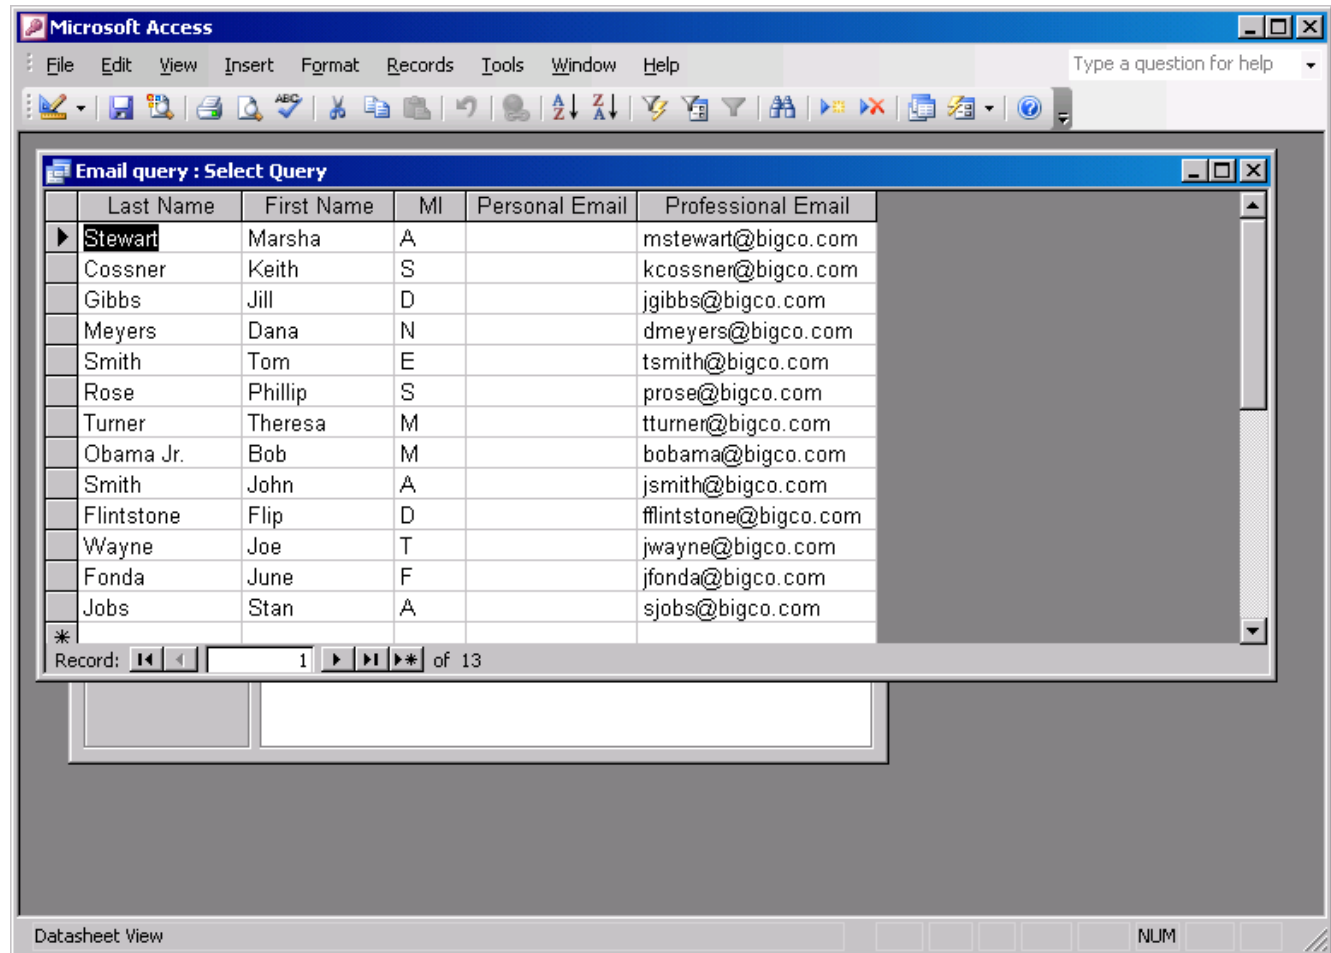 Microsoft Access
File Edit View Insert Format Records Tools Window Help Type a question for help
ABC A Z Z A
Email query : Select Query
Last Name First Name MI Personal Email Professional Email
Stewart Marsha A mstewart@bigco.com
Cossner Keith S kcossner@bigco.com
Gibbs Jill D jgibbs@bigco.com
Meyers Dana N dmeyers@bigco.com
Smith Tom E tsmith@bigco.com
Rose Phillip S prose@bigco.com
Turner Theresa M tturner@bigco.com
Obama Jr. Bob M bobama@bigco.com
Smith John A jsmith@bigco.com
Flintstone Flip D fflintstone@bigco.com
Wayne Joe T jwayne@bigco.com
Fonda June F jfonda@bigco.com
Jobs Stan A sjobs@bigco.com
Record: 1 of 13
Datasheet View NUM